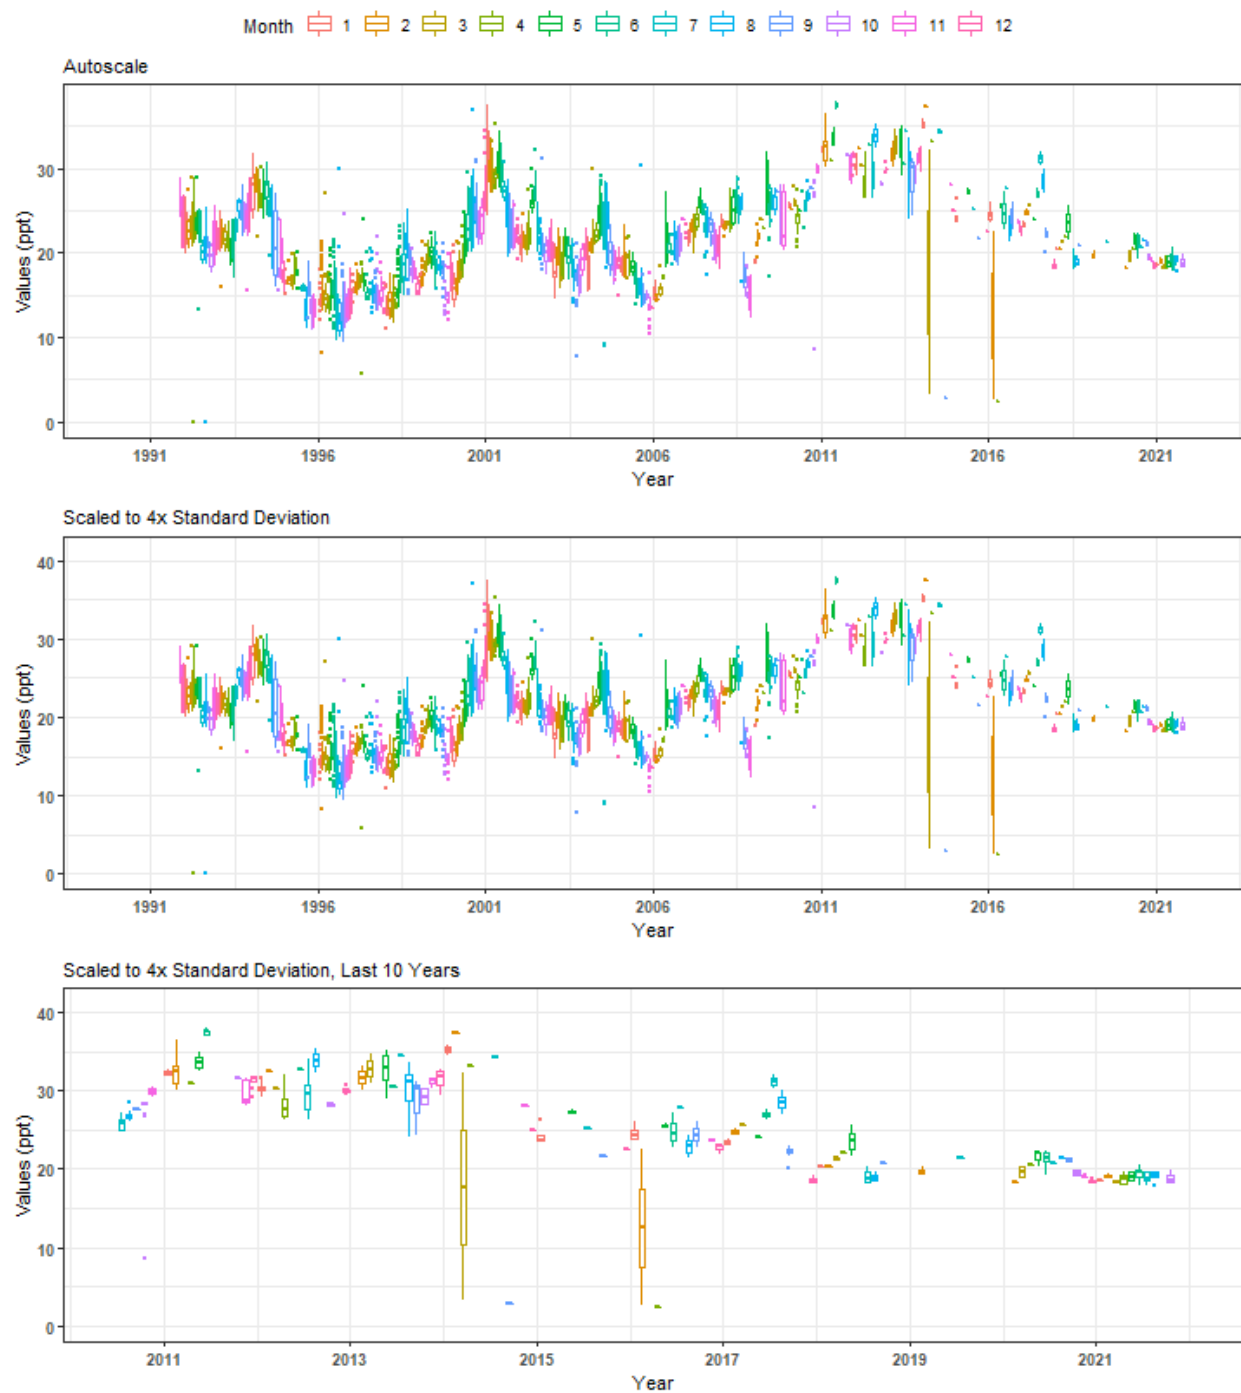 Month 1 2 3 4 5 6 7 8 9 10 11 12
Autoscale
Values (ppt)
30
20
10
0
1991 1996 2001 2006 2011 2016 2021
Year
Scaled to 4x Standard Deviation
Values (ppt)
40
30
20
10
0
1991 1996 2001 2006 2011 2016 2021
Year
Scaled to 4x Standard Deviation, Last 10 Years
Values (ppt)
40
30
20
10
0
2011 2013 2015 2017 2019 2021
Year